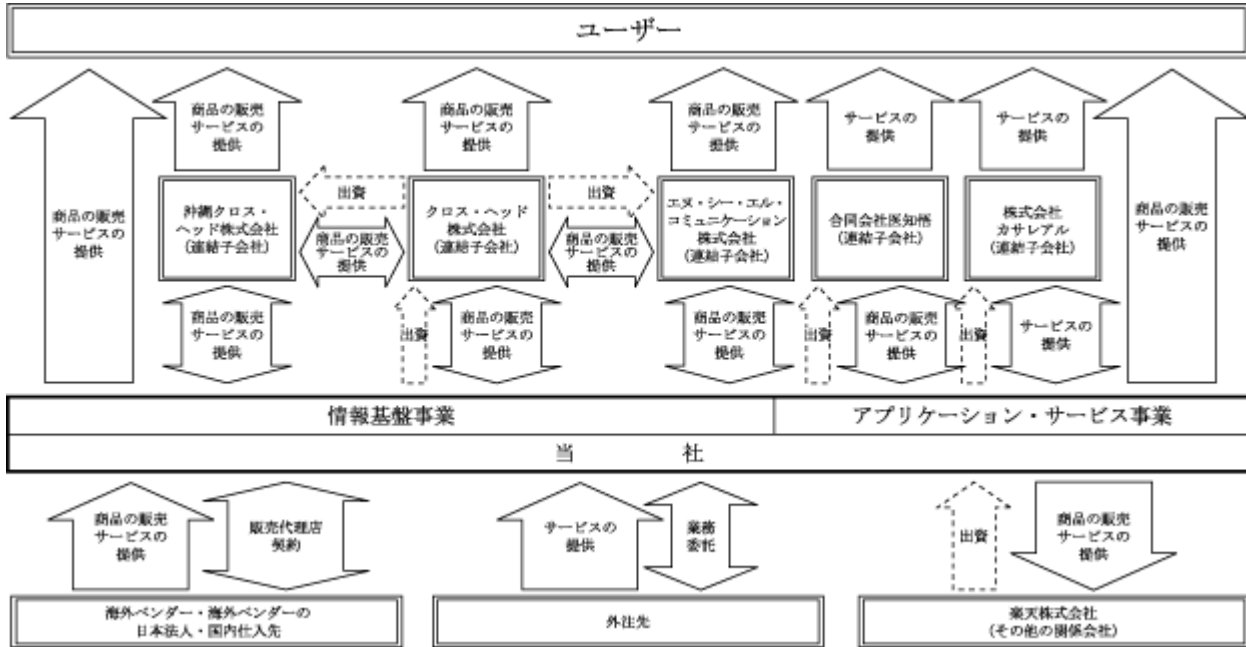 ユーザー
商品の販売
サービスの
提供
商品の販売
サービスの
提供
商品の販売
サービスの
提供
商品の販売
サービスの
提供
サービスの
提供
サービスの
提供
商品の販売
サービスの
提供
沖縄クロス・
ヘッド株式会社
(連結子会社)
出資
商品の販売
サービスの
提供
クロス・ヘッド
株式会社
(連結子会社)
出資
商品の販売
サービスの
提供
エヌ・シー・エル・
コミュニケーション
株式会社
(連結子会社)
合同会社医知悟
(連結子会社)
株式会社
カサレアル
(連結子会社)
商品の販売
サービスの
提供
出資
商品の販売
サービスの
提供
商品の販売
サービスの
提供
出資
商品の販売
サービスの
提供
出資
サービスの
提供
情報基盤事業
アプリケーション・サービス事業
当 社
商品の販売
サービスの
提供
販売代理店
契約
サービスの
提供
業務
委託
出資
商品の販売
サービスの
提供
海外ベンダー・海外ベンダーの
日本法人・国内仕入先
外注先
楽天株式会社
(その他の関係会社)